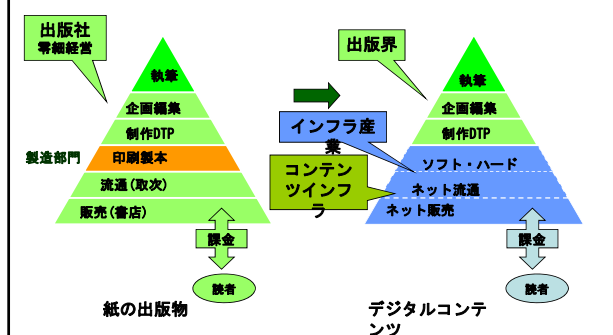 出版社
零細経営
執筆
企画編集
制作DTP
製造部門
印刷製本
流通(取次)
販売(書店)
課金
読者
紙の出版物
出版界
インフラ産
業
コンテン
ツインフ
ラ
執筆
企画編集
制作DTP
ソフト・ハード
ネット流通
ネット販売
課金
読者
デジタルコンテ
ンツ